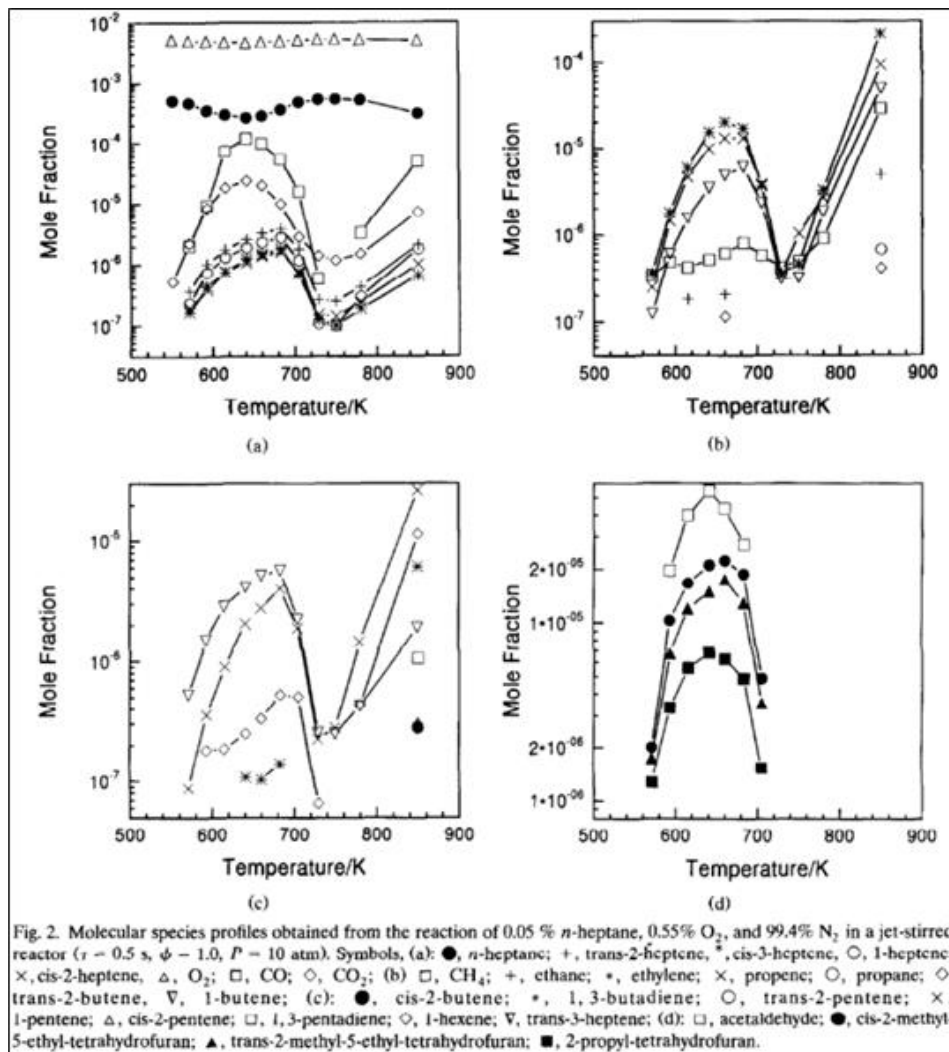 10-2
10-3
10-4
10-5
10-6
10-7
Mole Fraction
500 600 700 800 900
Temperature/K
(a)
10-4
10-5
10-6
10-7
Mole Fraction
500 600 700 800 900
Temperature/K
(b)
10-5
10-6
10-7
Mole Fraction
500 600 700 800 900
Temperature/K
(c)
2•10-05
1•10-05
2•10-06
1•10-06
Mole Fraction
500 600 700 800 900
Temperature/K
(d)
Fig. 2. Molecular species profiles obtained from the reaction of 0.05 % n-heptane, 0.55% O2, and 99.4% N2 in a jet-stirred
reactor (τ = 0.5 s, ϕ = 1.0, P = 10 atm). Symbols, (a): ●, n-heptane; +, trans-2-heptene, *, cis-3-heptene, ○, 1-heptene
×, cis-2-heptene, △, O2; □, CO; ◇, CO2; (b) □, CH4; +, ethane; *, ethylene; ×, propene; ○, propane; ◇
trans-2-butene, ▽, 1-butene; (c): ●, cis-2-butene; *, 1,3-butadiene; ○, trans-2-pentene; ×
1-pentene; △, cis-2-pentene; □, 1,3-pentadiene; ◇, 1-hexene; ▽, trans-3-heptene; (d): □, acetaldehyde; ●, cis-2-methyl
5-ethyl-tetrahydrofuran; ▲, trans-2-methyl-5-ethyl-tetrahydrofuran; ■, 2-propyl-tetrahydrofuran.